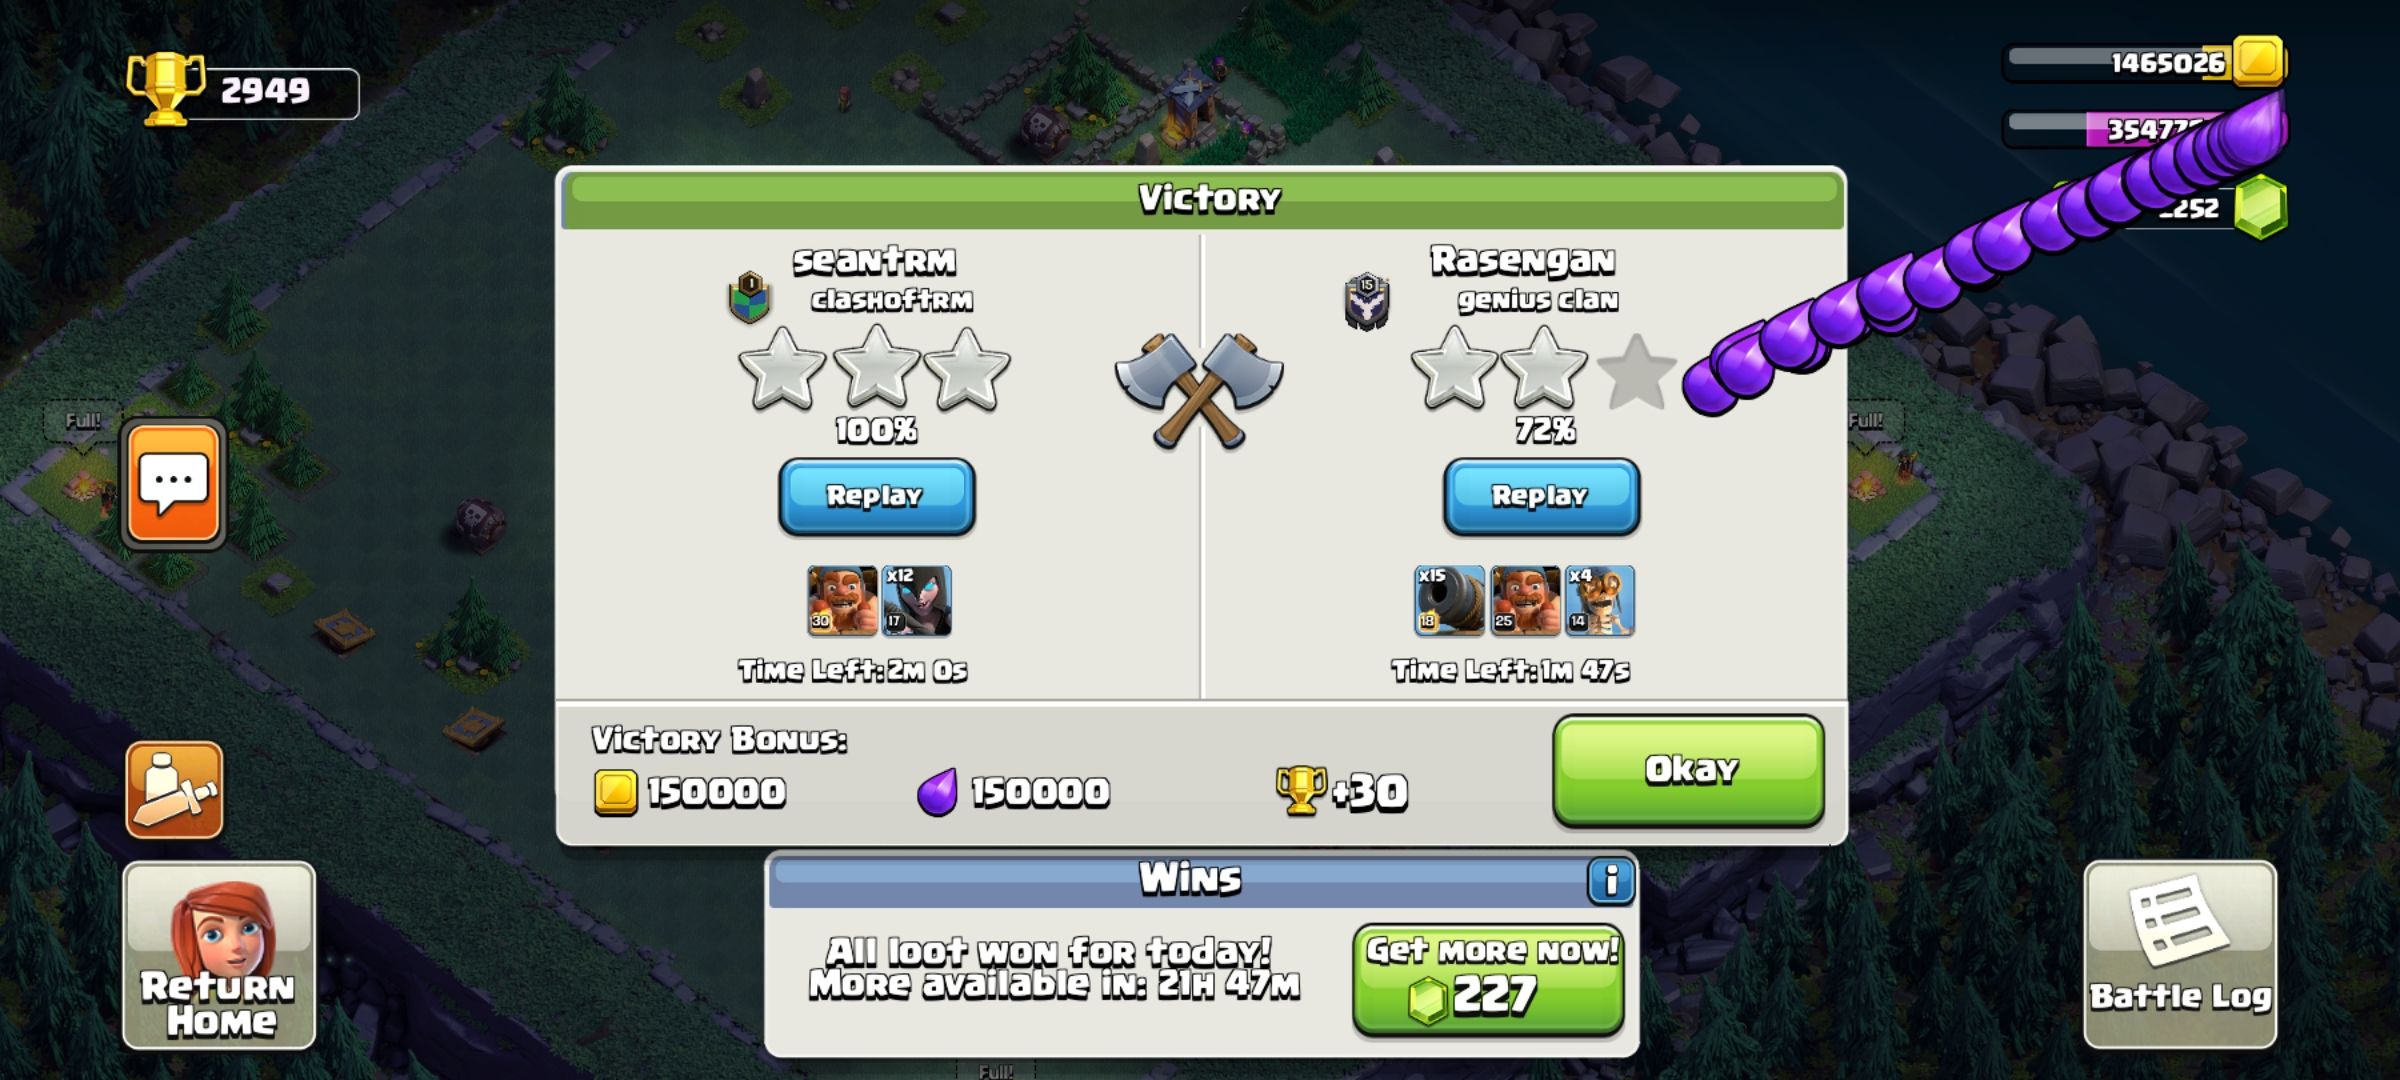 2949
1465026
Victory
seantrm
clashoftrm
1
100%
Replay
30
x12
17
Time Left: 2m 0s
Rasengan
genius clan
15
72%
Replay
x15
18
25
x4
14
Time Left: 1m 47s
Full!
Full!
Victory Bonus:
150000
150000
+30
Okay
Wins
i
All loot won for today!
More available in: 21H 47m
Get more now!
227
Return
Home
Battle Log
Full!